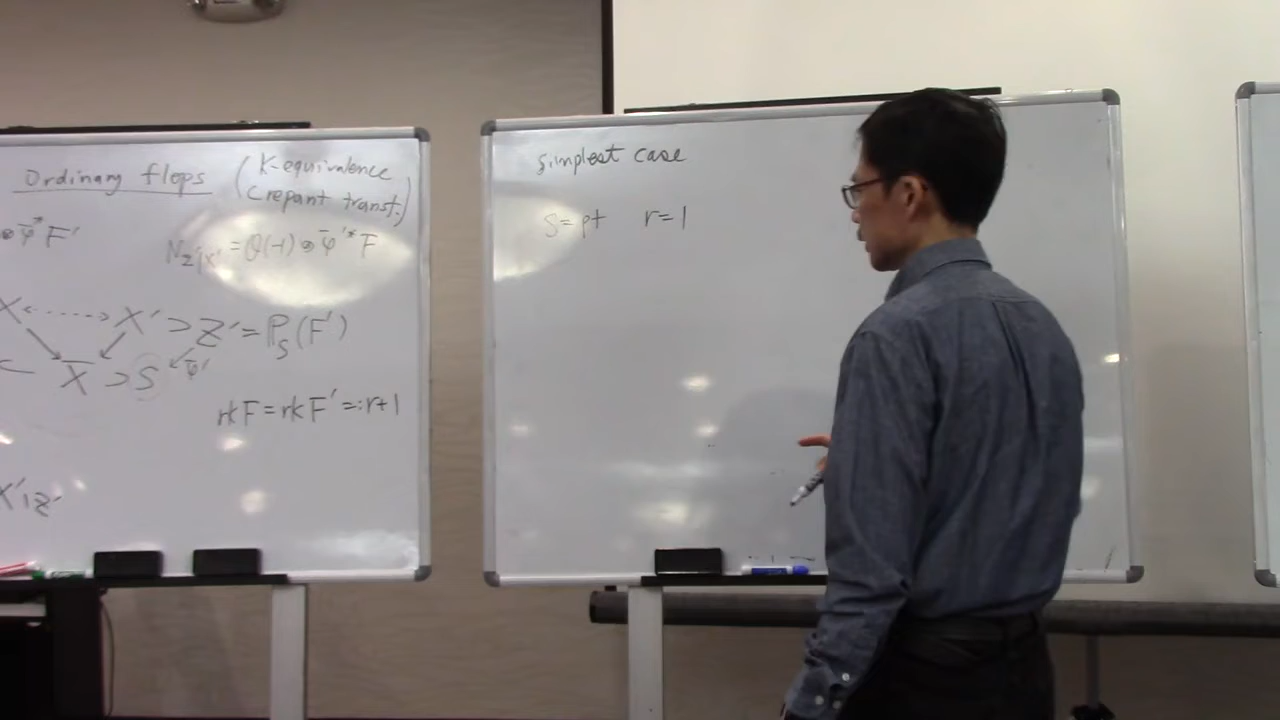 Ordinary flops (K-equivalence
Crepant transf.)
⊗ φ̄* F'
N_{Z'|X'} = O(-1) ⊗ φ̄'* F
X ⇠⇢ X' ⊃ Z' = P_S(F')
⊂ X̄ ⊃ S φ̄'
rk F = rk F' =: r+1
X' | Z'
Simplest case
S = pt r = 1